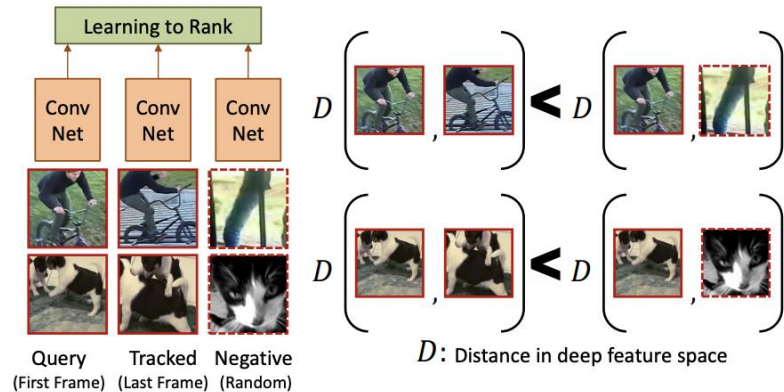 Learning to Rank
Conv
Net
Conv
Net
Conv
Net
Query
(First Frame)
Tracked
(Last Frame)
Negative
(Random)
D ( , ) < D ( , )
D ( , ) < D ( , )
D: Distance in deep feature space